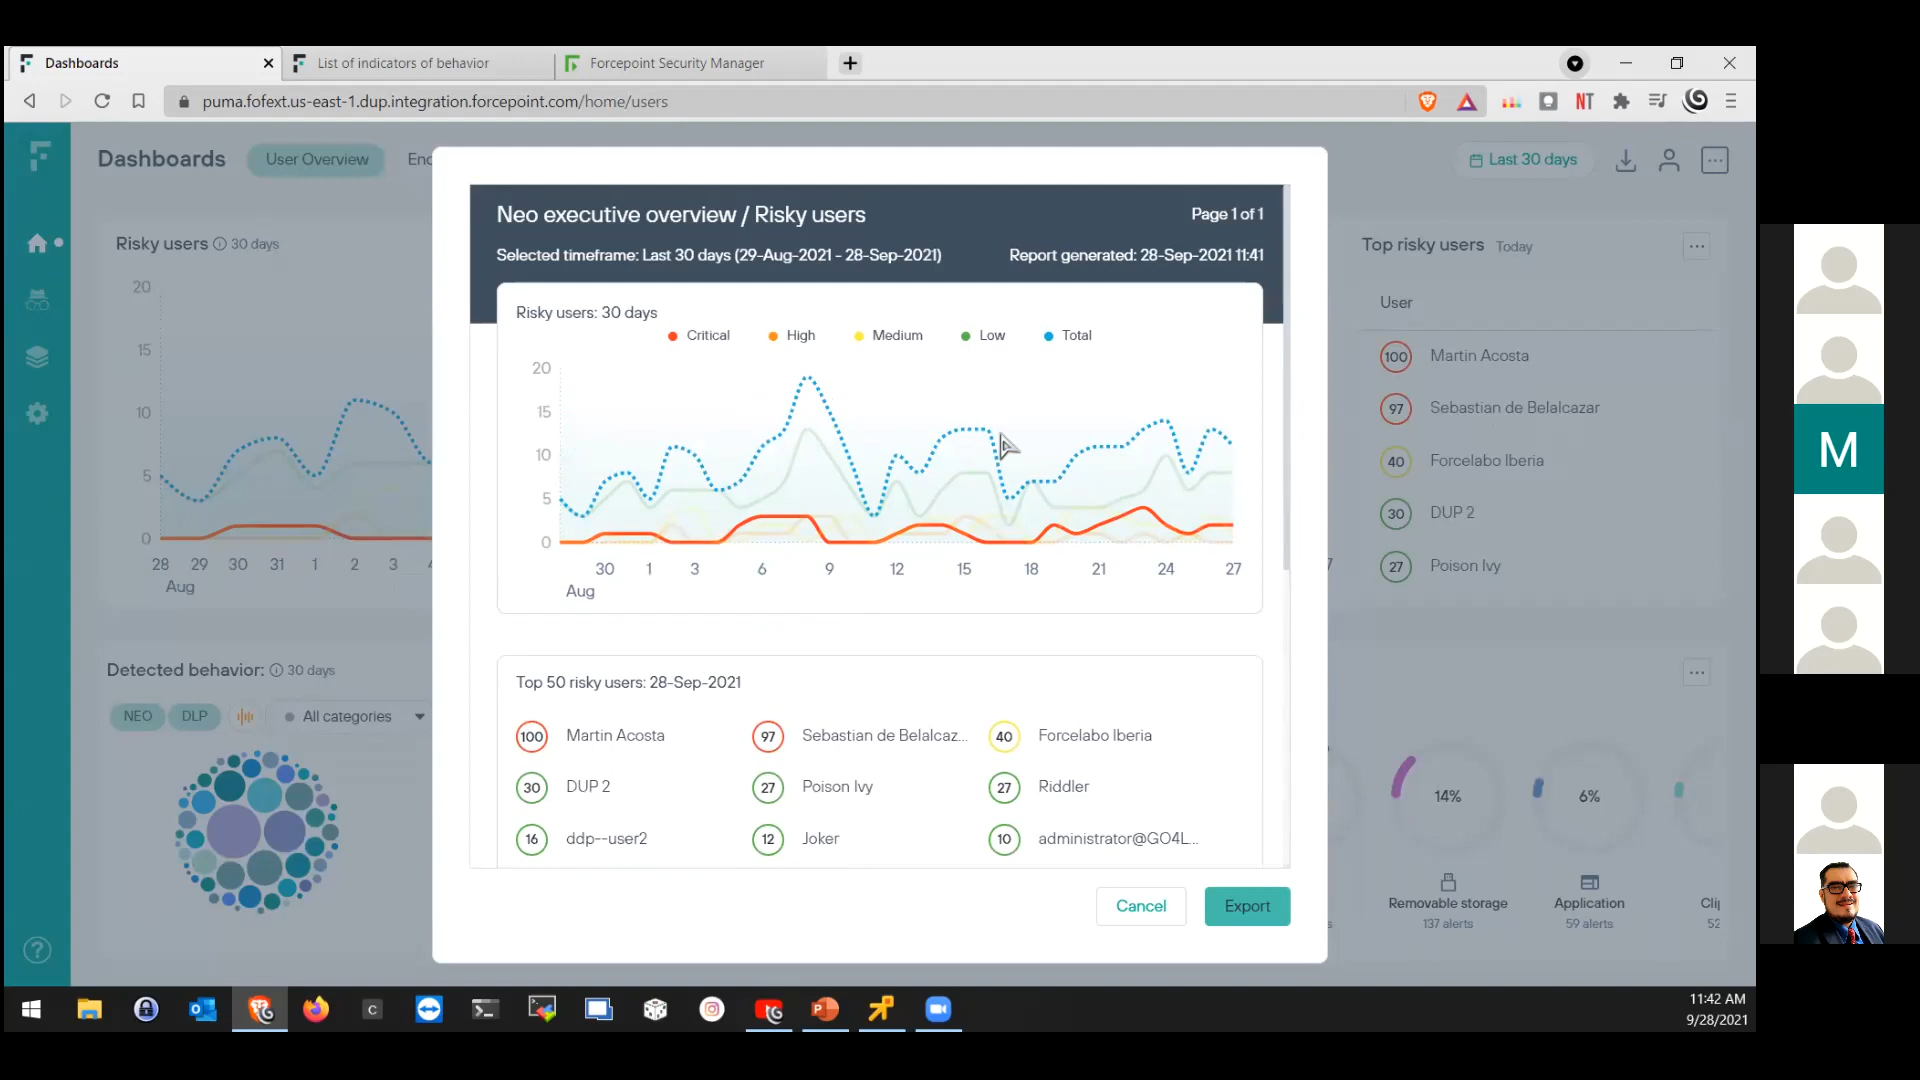 Dashboards
List of indicators of behavior
Forcepoint Security Manager
puma.fofext.us-east-1.dup.integration.forcepoint.com/home/users
NT
Dashboards
User Overview
Last 30 days
Risky users 30 days
20
15
10
5
0
28 29 30 31 1 2 3
Aug
Detected behavior: 30 days
NEO DLP All categories
Neo executive overview / Risky users
Page 1 of 1
Selected timeframe: Last 30 days (29-Aug-2021 - 28-Sep-2021)
Report generated: 28-Sep-2021 11:41
Risky users: 30 days
Critical High Medium Low Total
20
15
10
5
0
30 1 3 6 9 12 15 18 21 24 27
Aug
Top 50 risky users: 28-Sep-2021
100 Martin Acosta 97 Sebastian de Belalcaz... 40 Forcelabo Iberia
30 DUP 2 27 Poison Ivy 27 Riddler
16 ddp--user2 12 Joker 10 administrator@GO4L...
Cancel Export
Top risky users Today
User
100 Martin Acosta
97 Sebastian de Belalcazar
40 Forcelabo Iberia
30 DUP 2
27 Poison Ivy
14% 6%
Removable storage Application
137 alerts 59 alerts 52
M
11:42 AM
9/28/2021